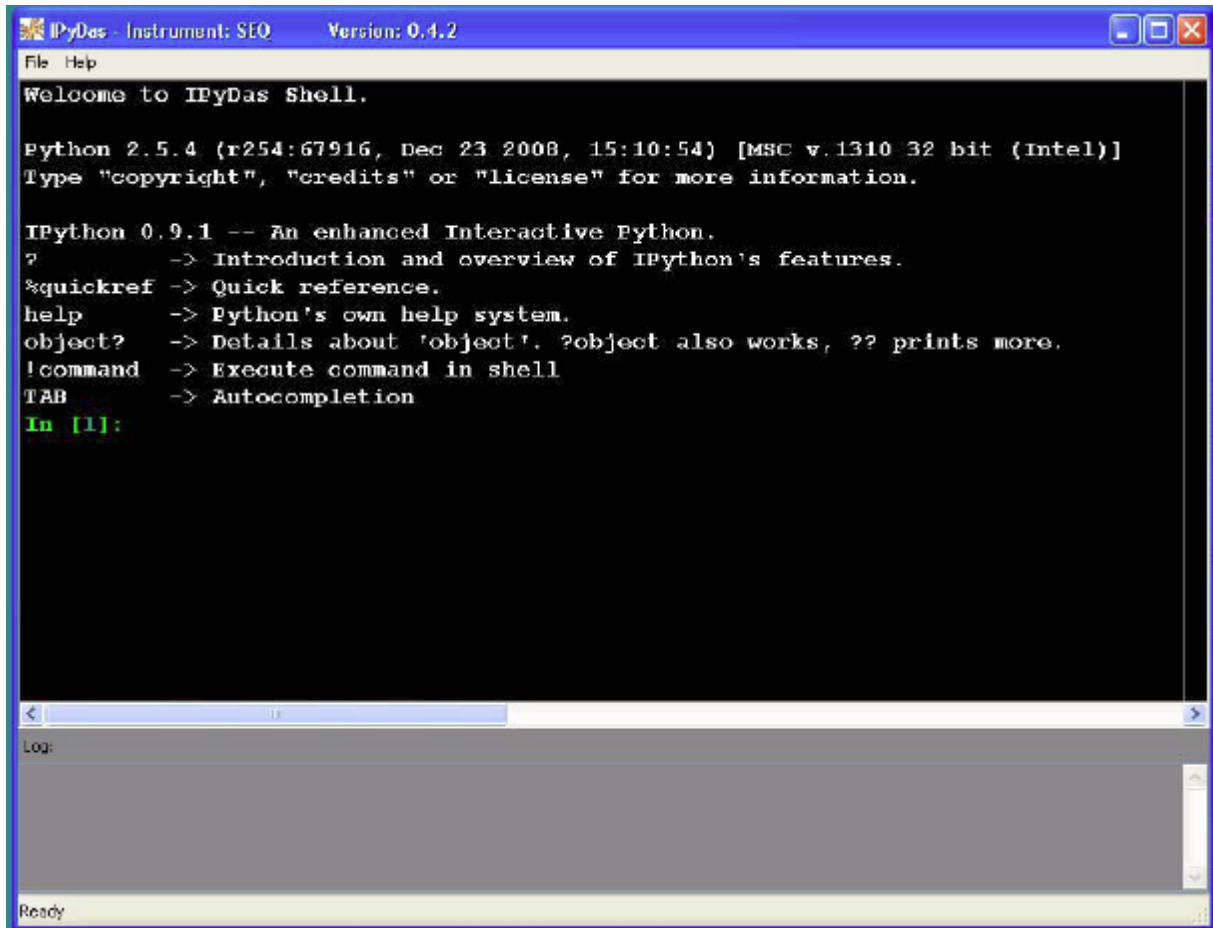 IPyDas - Instrument: SEQ Version: 0.4.2
File Help
Welcome to IPyDas Shell.
Python 2.5.4 (r254:67916, Dec 23 2008, 15:10:54) [MSC v.1310 32 bit (Intel)]
Type "copyright", "credits" or "license" for more information.
IPython 0.9.1 -- An enhanced Interactive Python.
? -> Introduction and overview of IPython's features.
%quickref -> Quick reference.
help -> Python's own help system.
object? -> Details about 'object'. ?object also works, ?? prints more.
!command -> Execute command in shell
TAB -> Autocompletion
In [1]:
Log:
Ready